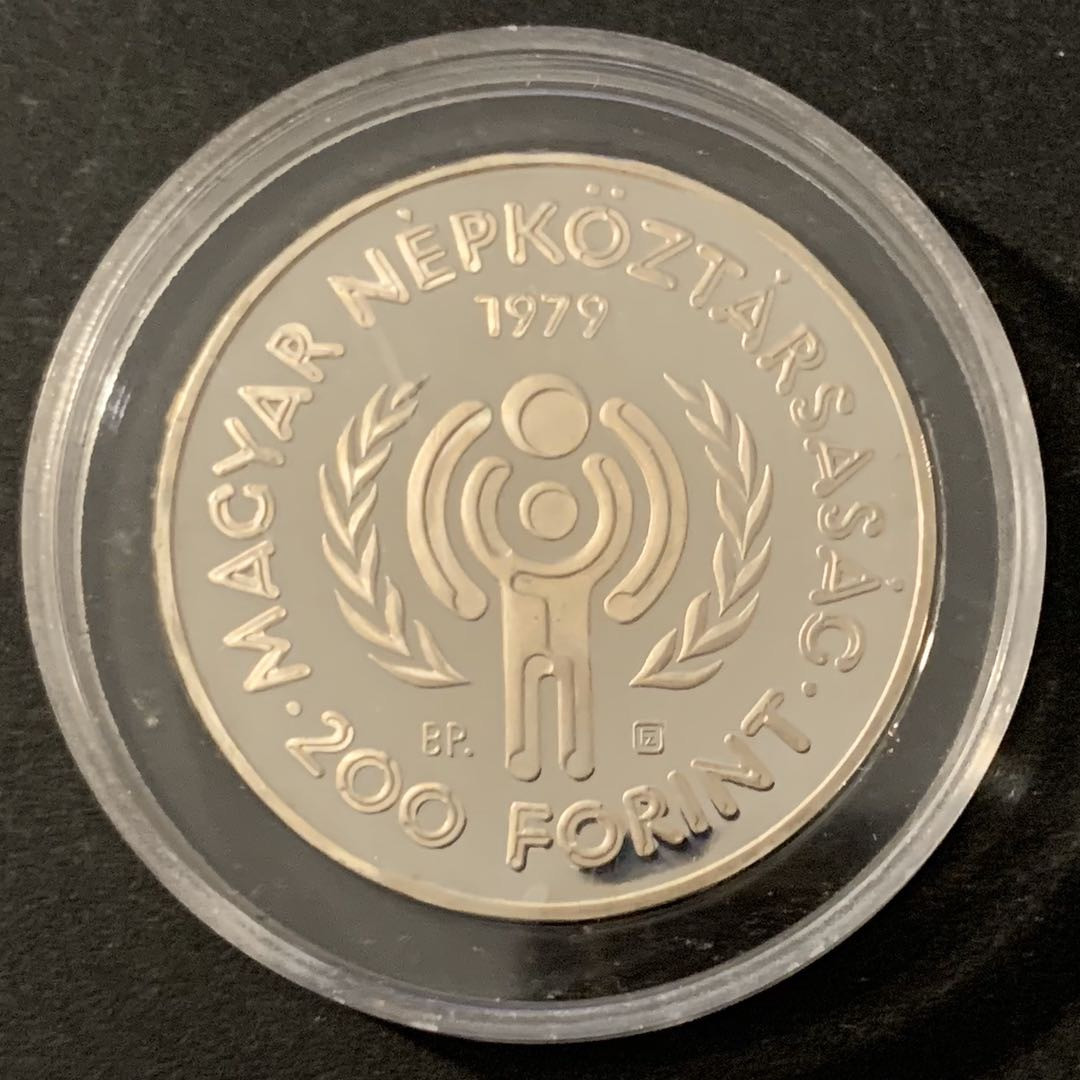 · MAGYAR NÉPKÖZTÁRSASÁG ·
1979
BP.
200 FORINT